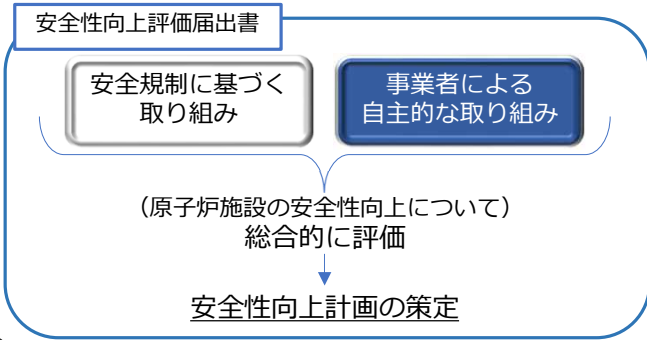 安全性向上評価届出書
安全規制に基づく
取り組み
事業者による
自主的な取り組み
（原子炉施設の安全性向上について）
総合的に評価
安全性向上計画の策定